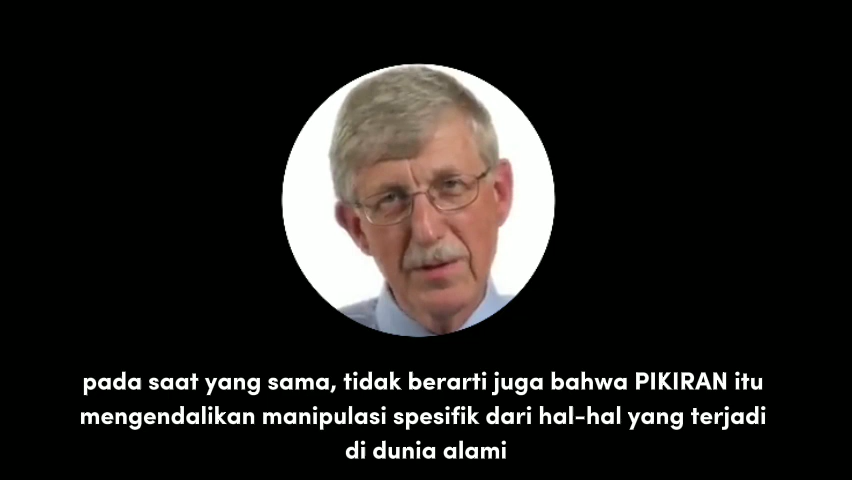 pada saat yang sama, tidak berarti juga bahwa PIKIRAN itu
mengendalikan manipulasi spesifik dari hal-hal yang terjadi
di dunia alami